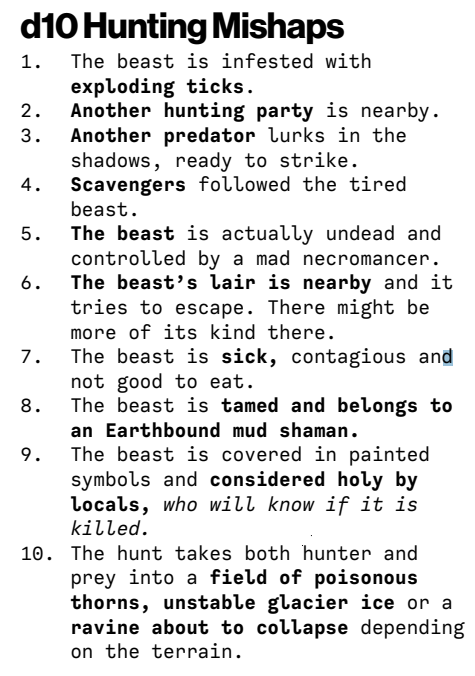 d10 Hunting Mishaps
1. The beast is infested with
exploding ticks.
2. Another hunting party is nearby.
3. Another predator lurks in the
shadows, ready to strike.
4. Scavengers followed the tired
beast.
5. The beast is actually undead and
controlled by a mad necromancer.
6. The beast’s lair is nearby and it
tries to escape. There might be
more of its kind there.
7. The beast is sick, contagious and
not good to eat.
8. The beast is tamed and belongs to
an Earthbound mud shaman.
9. The beast is covered in painted
symbols and considered holy by
locals, who will know if it is
killed.
10. The hunt takes both hunter and
prey into a field of poisonous
thorns, unstable glacier ice or a
ravine about to collapse depending
on the terrain.